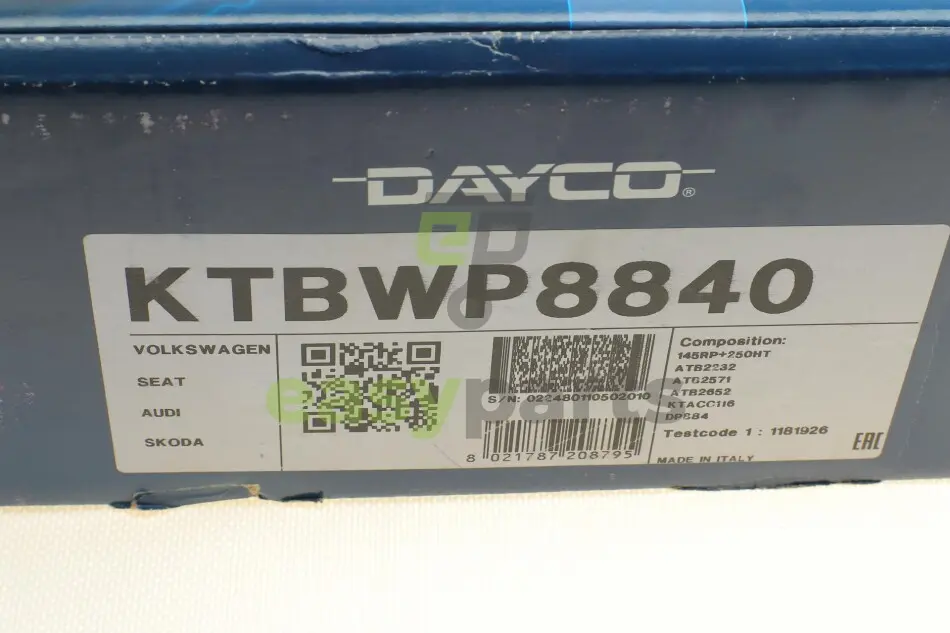 DAYCO®
KTBWP8840
VOLKSWAGEN
SEAT
AUDI
SKODA
S/N: 022480110502010
8 021787 208795
Composition:
145RP+250HT
ATB2232
ATB2571
ATB2652
KTACC116
DP684
Testcode 1 : 1181926
MADE IN ITALY
EAC
easyparts